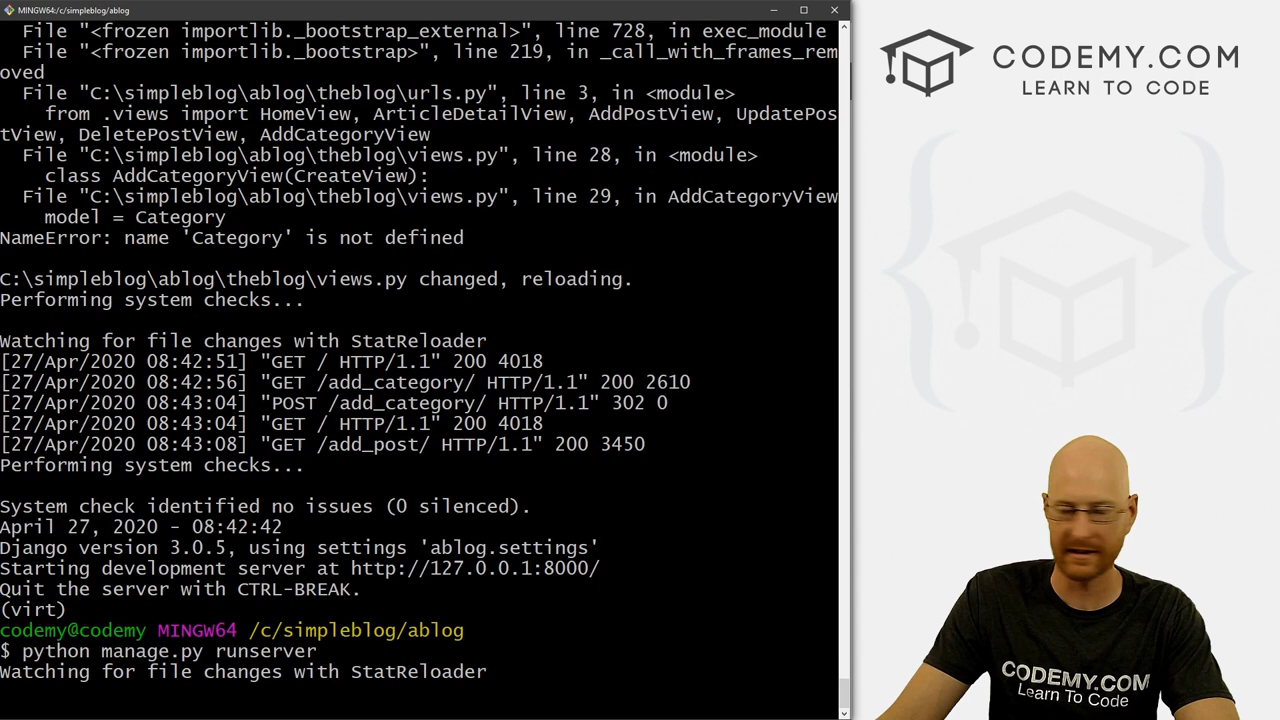 MINGW64:/c/simpleblog/ablog
File "<frozen importlib._bootstrap_external>", line 728, in exec_module
File "<frozen importlib._bootstrap>", line 219, in _call_with_frames_rem
oved
File "C:\simpleblog\ablog\theblog\urls.py", line 3, in <module>
from .views import HomeView, ArticleDetailView, AddPostView, UpdatePos
tView, DeletePostView, AddCategoryView
File "C:\simpleblog\ablog\theblog\views.py", line 28, in <module>
class AddCategoryView(CreateView):
File "C:\simpleblog\ablog\theblog\views.py", line 29, in AddCategoryView
model = Category
NameError: name 'Category' is not defined
C:\simpleblog\ablog\theblog\views.py changed, reloading.
Performing system checks...
Watching for file changes with StatReloader
[27/Apr/2020 08:42:51] "GET / HTTP/1.1" 200 4018
[27/Apr/2020 08:42:56] "GET /add_category/ HTTP/1.1" 200 2610
[27/Apr/2020 08:43:04] "POST /add_category/ HTTP/1.1" 302 0
[27/Apr/2020 08:43:04] "GET / HTTP/1.1" 200 4018
[27/Apr/2020 08:43:08] "GET /add_post/ HTTP/1.1" 200 3450
Performing system checks...
System check identified no issues (0 silenced).
April 27, 2020 - 08:42:42
Django version 3.0.5, using settings 'ablog.settings'
Starting development server at http://127.0.0.1:8000/
Quit the server with CTRL-BREAK.
(virt)
codemy@codemy MINGW64 /c/simpleblog/ablog
$ python manage.py runserver
Watching for file changes with StatReloader
CODEMY.COM
LEARN TO CODE
CODEMY.COM
Learn To Code